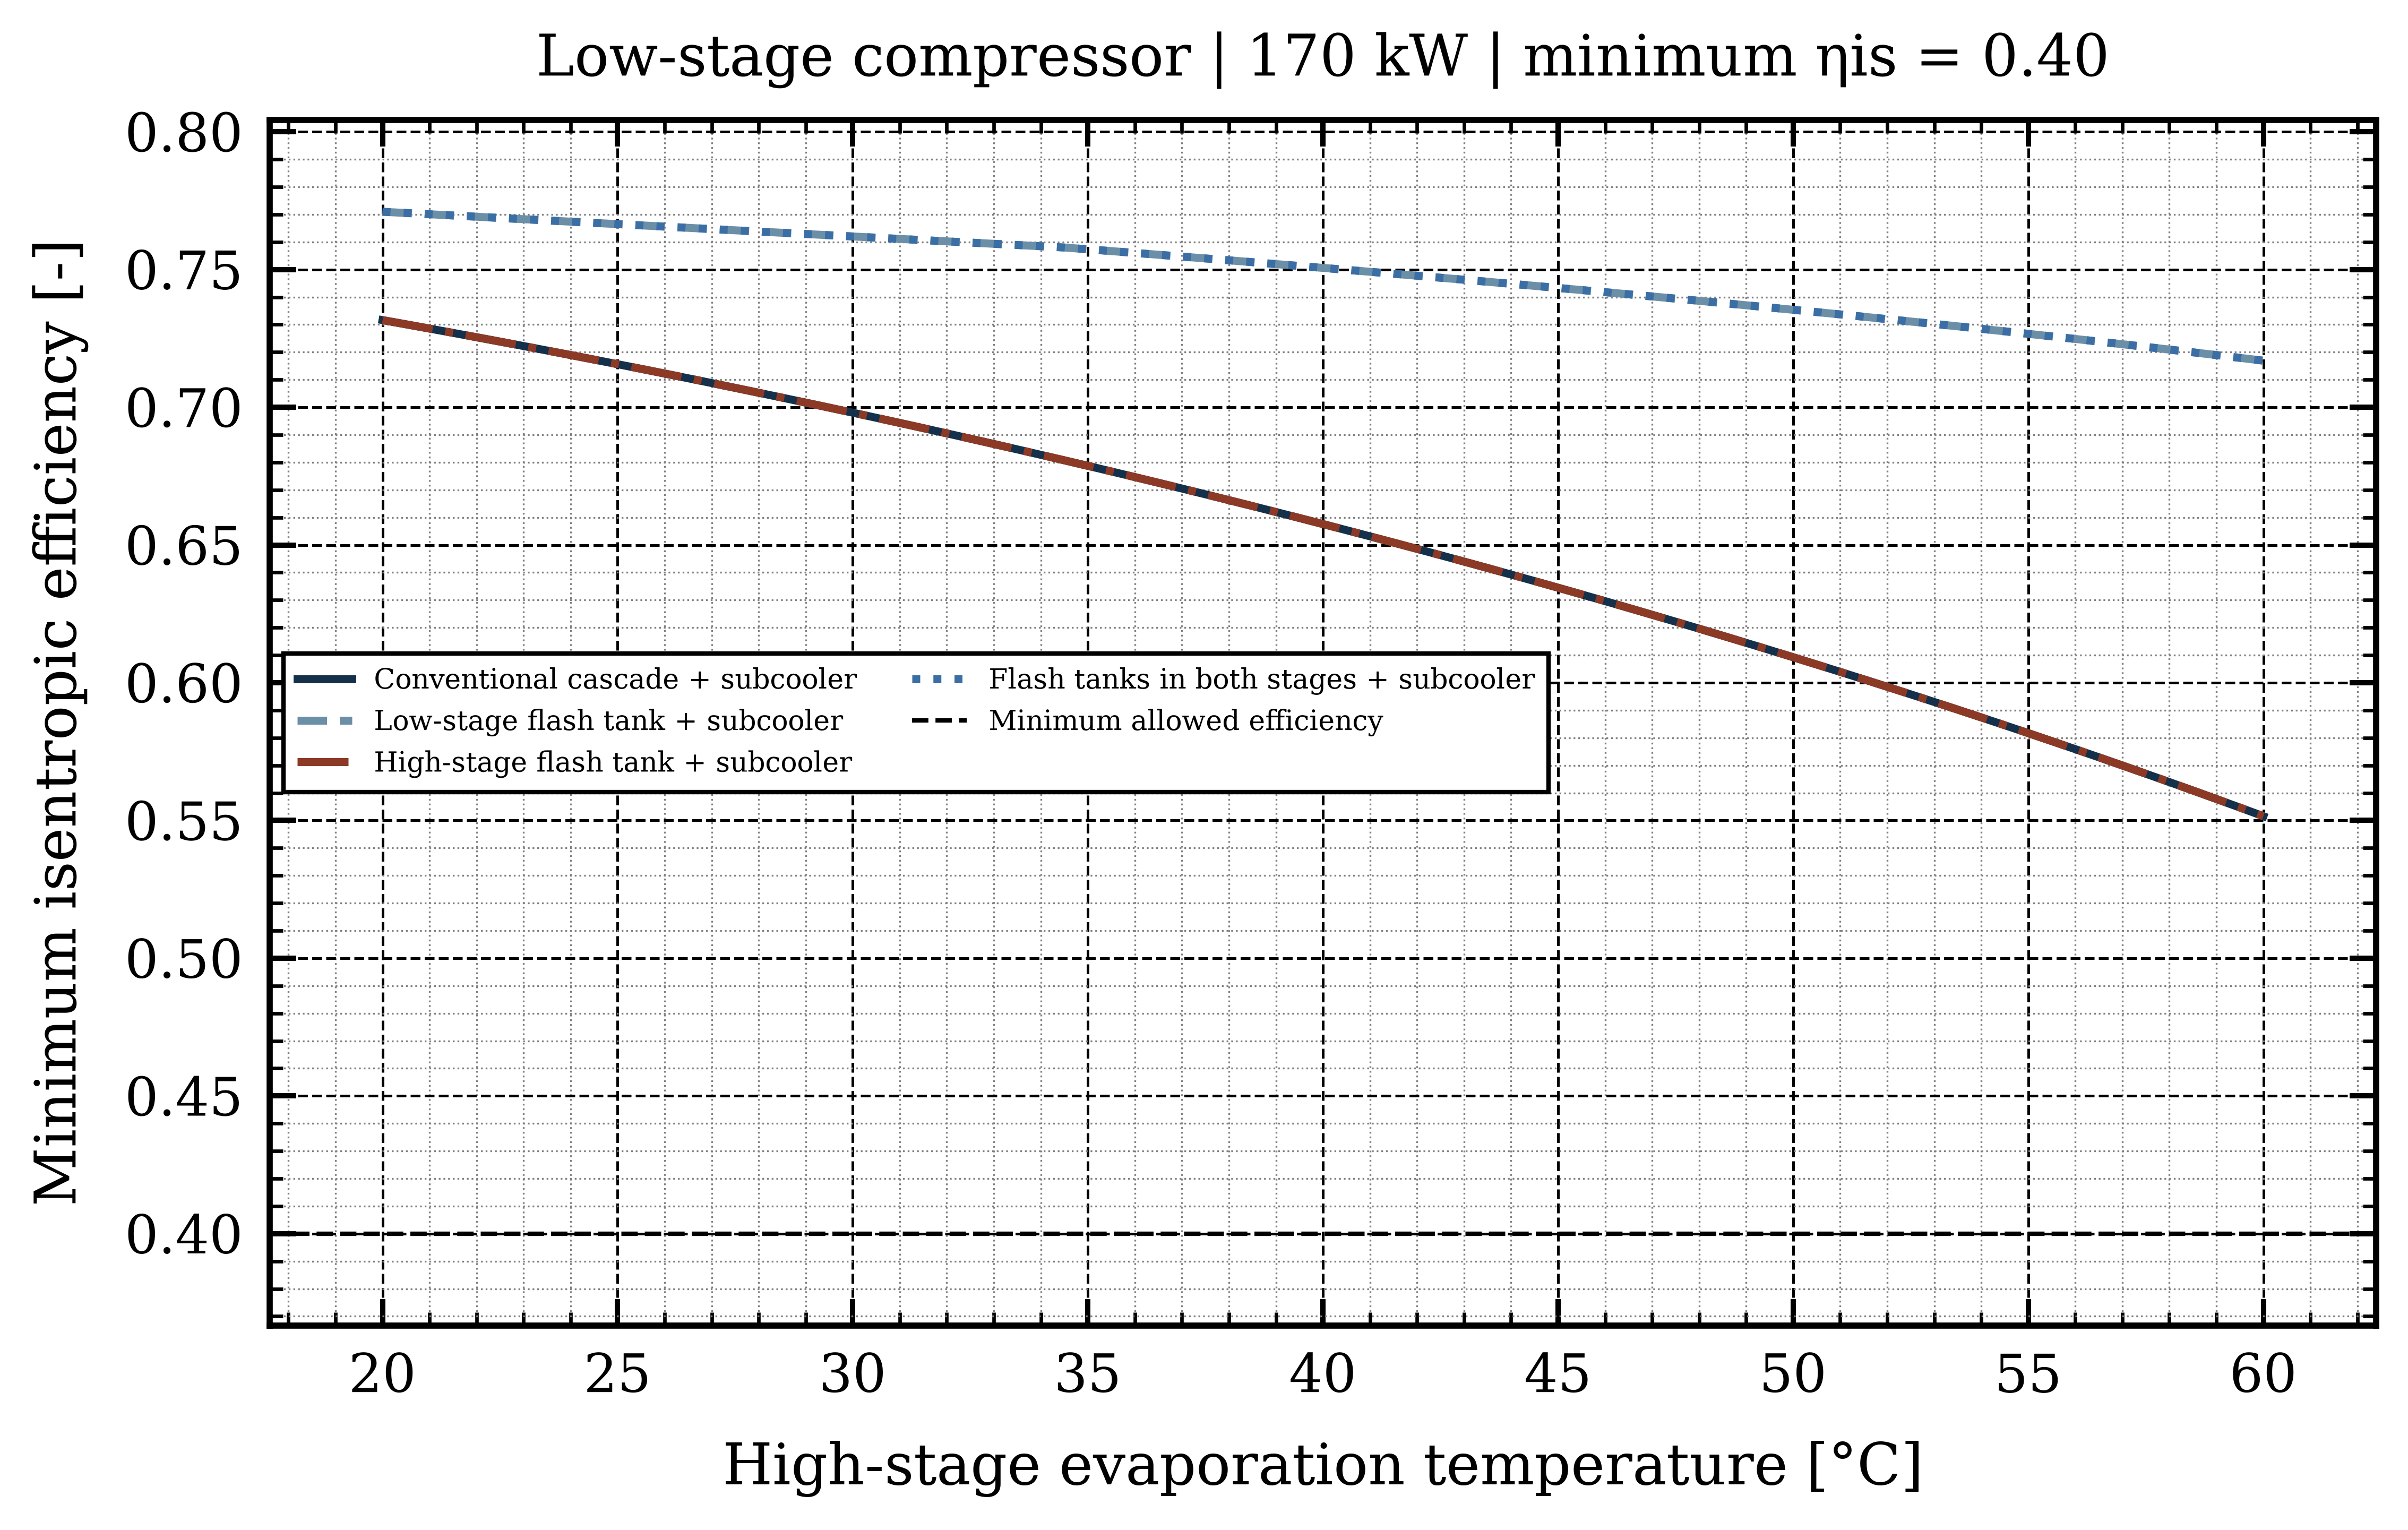 Low-stage compressor | 170 kW | minimum ηis = 0.40
Minimum isentropic efficiency [-]
0.80
0.75
0.70
0.65
0.60
0.55
0.50
0.45
0.40
Conventional cascade + subcooler
Low-stage flash tank + subcooler
High-stage flash tank + subcooler
Flash tanks in both stages + subcooler
Minimum allowed efficiency
20 25 30 35 40 45 50 55 60
High-stage evaporation temperature [°C]